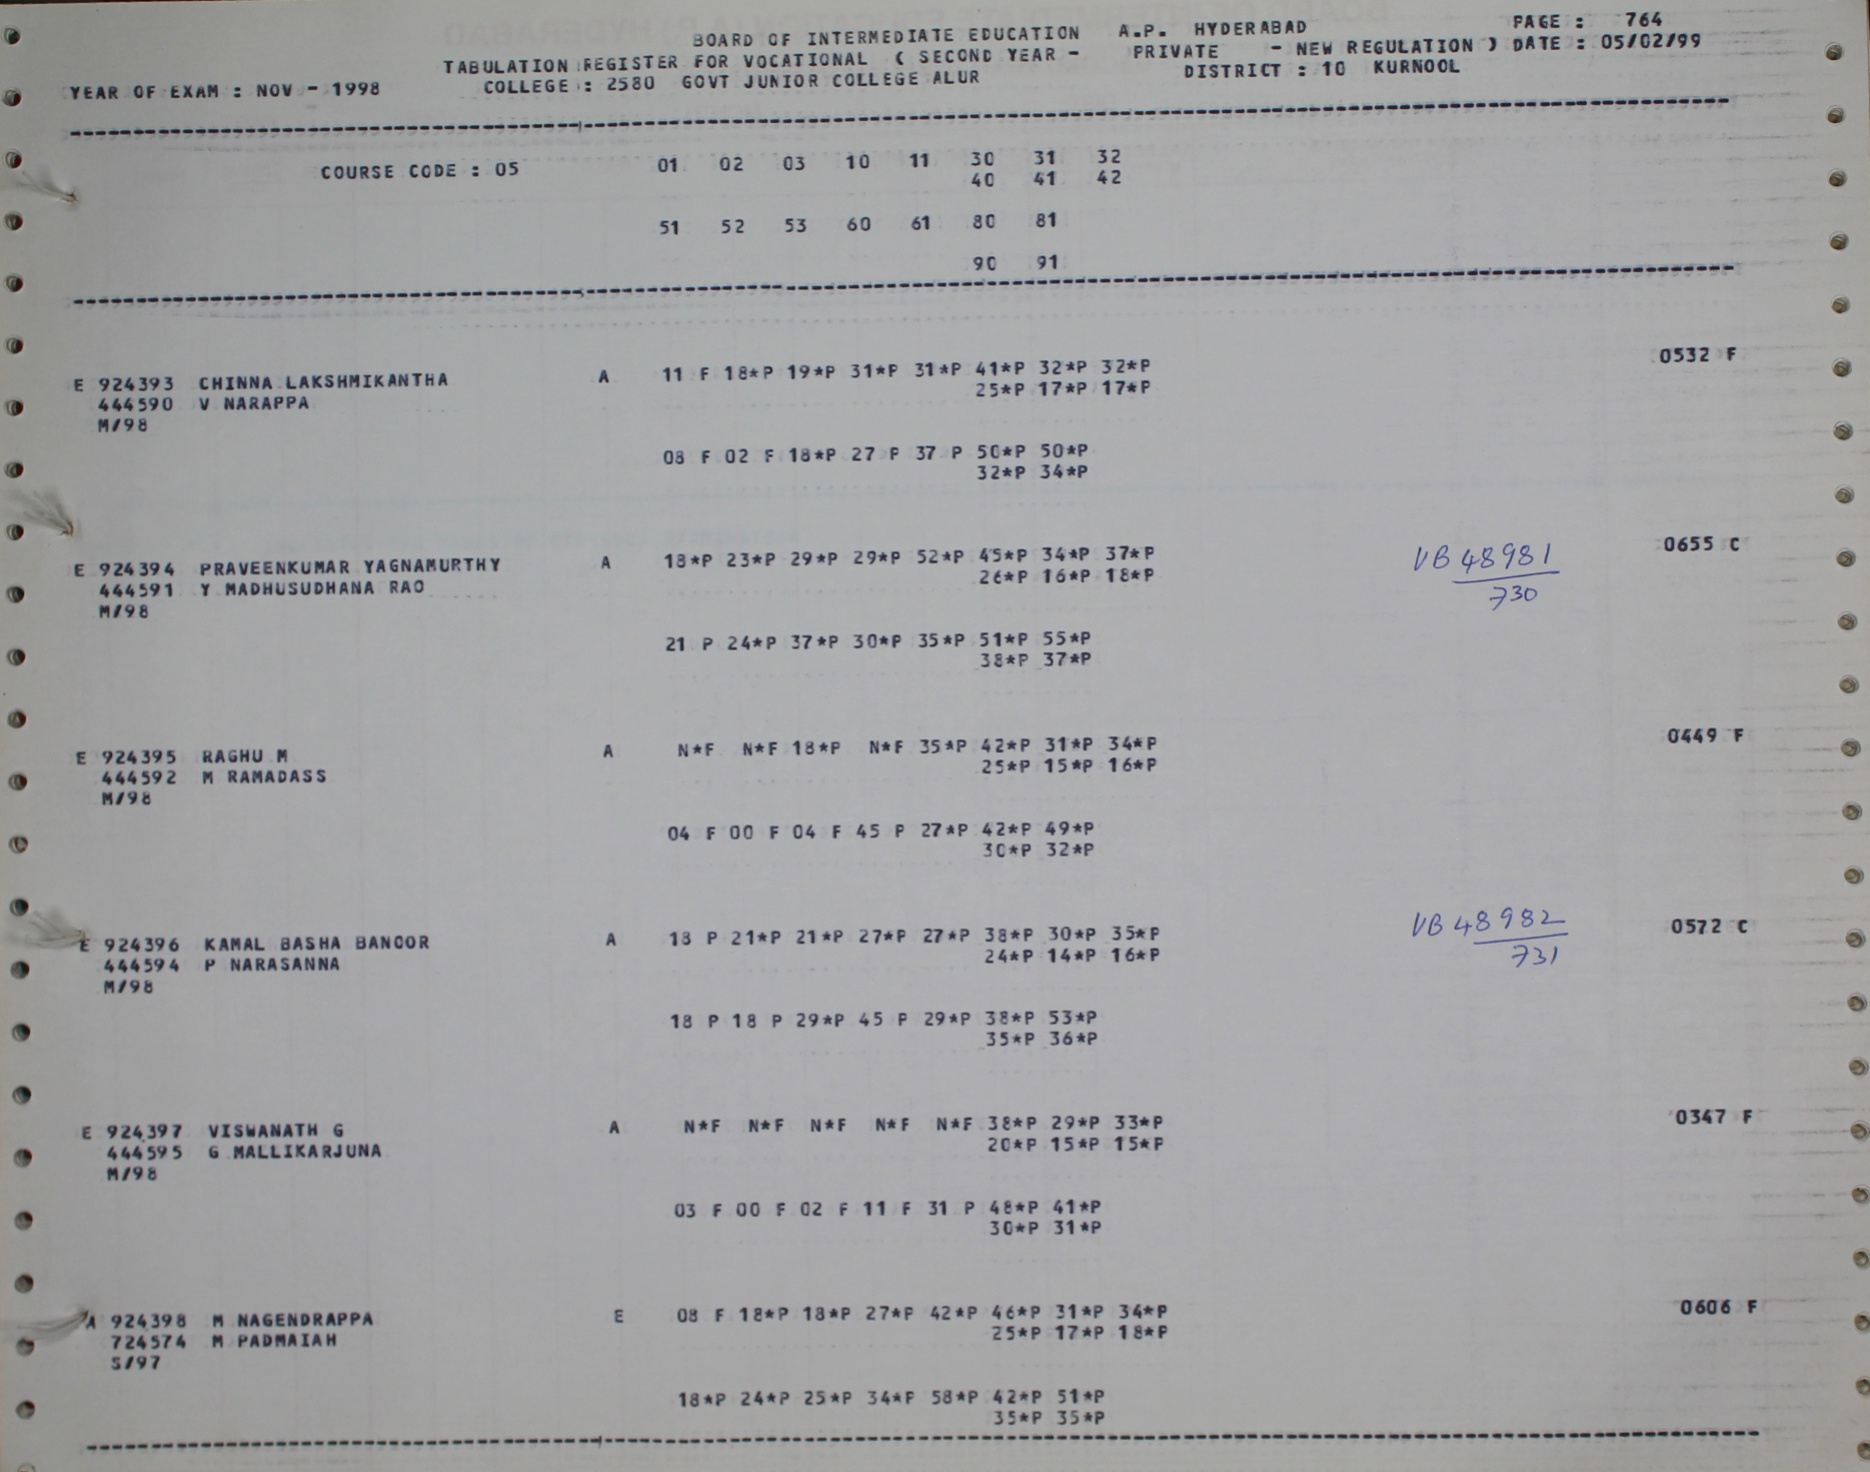 BOARD OF INTERMEDIATE EDUCATION A.P. HYDERABAD PAGE : 764
TABULATION REGISTER FOR VOCATIONAL ( SECOND YEAR - PRIVATE - NEW REGULATION ) DATE : 05/02/99
YEAR OF EXAM : NOV - 1998 COLLEGE : 2580 GOVT JUNIOR COLLEGE ALUR DISTRICT : 10 KURNOOL
COURSE CODE : 05 01 02 03 10 11 30 31 32
40 41 42
51 52 53 60 61 80 81
90 91
E 924393 CHINNA LAKSHMIKANTHA A 11 F 18*P 19*P 31*P 31*P 41*P 32*P 32*P 0532 F
444590 V NARAPPA 25*P 17*P 17*P
M/98
08 F 02 F 18*P 27 P 37 P 50*P 50*P
32*P 34*P
E 924394 PRAVEENKUMAR YAGNAMURTHY A 18*P 23*P 29*P 29*P 52*P 45*P 34*P 37*P VB 48981 0655 C
444591 Y MADHUSUDHANA RAO 26*P 16*P 18*P 730
M/98
21 P 24*P 37*P 30*P 35*P 51*P 55*P
38*P 37*P
E 924395 RAGHU M A N*F N*F 18*P N*F 35*P 42*P 31*P 34*P 0449 F
444592 M RAMADASS 25*P 15*P 16*P
M/98
04 F 00 F 04 F 45 P 27*P 42*P 49*P
30*P 32*P
E 924396 KAMAL BASHA BANOOR A 18 P 21*P 21*P 27*P 27*P 38*P 30*P 35*P VB 48982 0572 C
444594 P NARASANNA 24*P 14*P 16*P 731
M/98
18 P 18 P 29*P 45 P 29*P 38*P 53*P
35*P 36*P
E 924397 VISWANATH G A N*F N*F N*F N*F N*F 38*P 29*P 33*P 0347 F
444595 G MALLIKARJUNA 20*P 15*P 15*P
M/98
03 F 00 F 02 F 11 F 31 P 48*P 41*P
30*P 31*P
A 924398 M NAGENDRAPPA E 08 F 18*P 18*P 27*P 42*P 46*P 31*P 34*P 0606 F
724574 M PADMAIAH 25*P 17*P 18*P
S/97
18*P 24*P 25*P 34*P 58*P 42*P 51*P
35*P 35*P